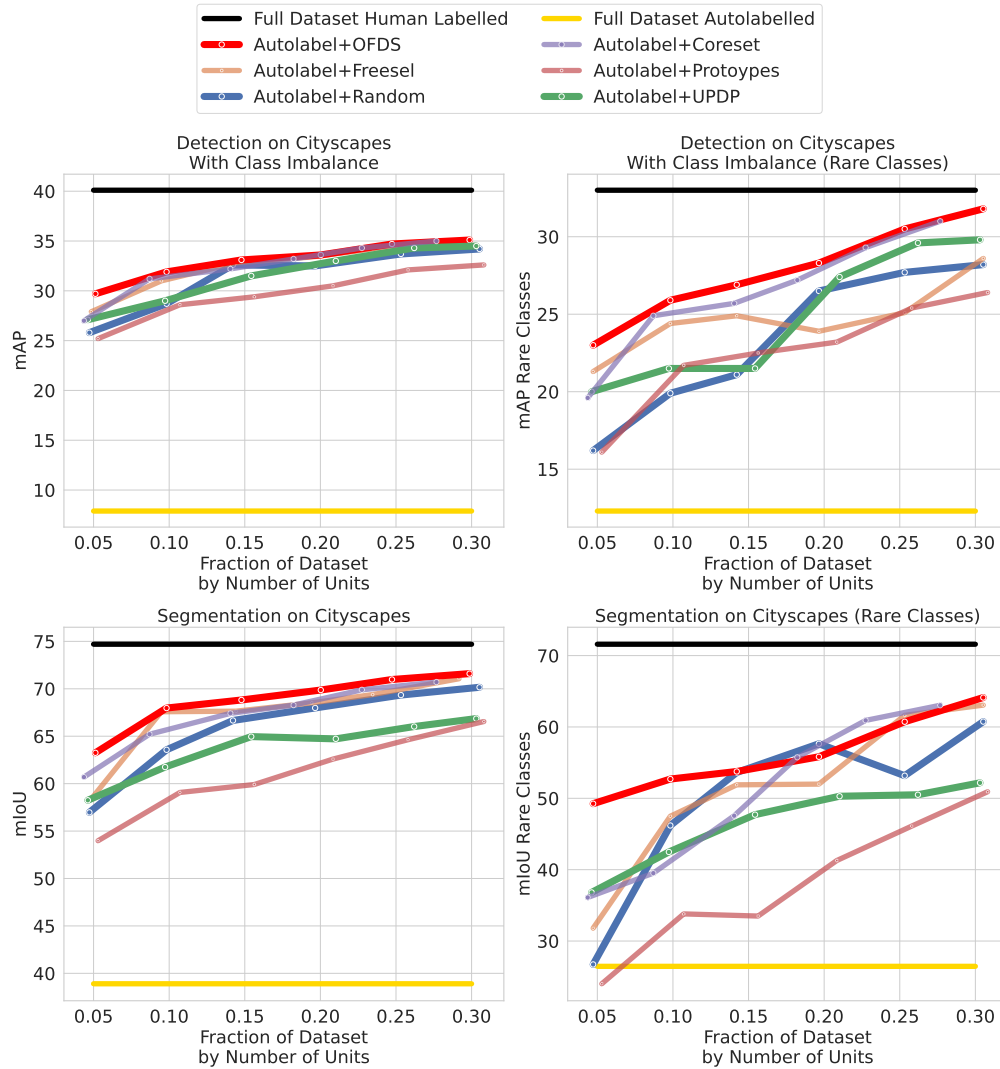 Full Dataset Human Labelled
Autolabel+OFDS
Autolabel+Freesel
Autolabel+Random
Full Dataset Autolabelled
Autolabel+Coreset
Autolabel+Protoypes
Autolabel+UPDP
Detection on Cityscapes
With Class Imbalance
40
35
30
25
20
15
10
mAP
0.05 0.10 0.15 0.20 0.25 0.30
Fraction of Dataset
by Number of Units
Detection on Cityscapes
With Class Imbalance (Rare Classes)
30
25
20
15
mAP Rare Classes
0.05 0.10 0.15 0.20 0.25 0.30
Fraction of Dataset
by Number of Units
Segmentation on Cityscapes
75
70
65
60
55
50
45
40
mIoU
0.05 0.10 0.15 0.20 0.25 0.30
Fraction of Dataset
by Number of Units
Segmentation on Cityscapes (Rare Classes)
70
60
50
40
30
mIoU Rare Classes
0.05 0.10 0.15 0.20 0.25 0.30
Fraction of Dataset
by Number of Units